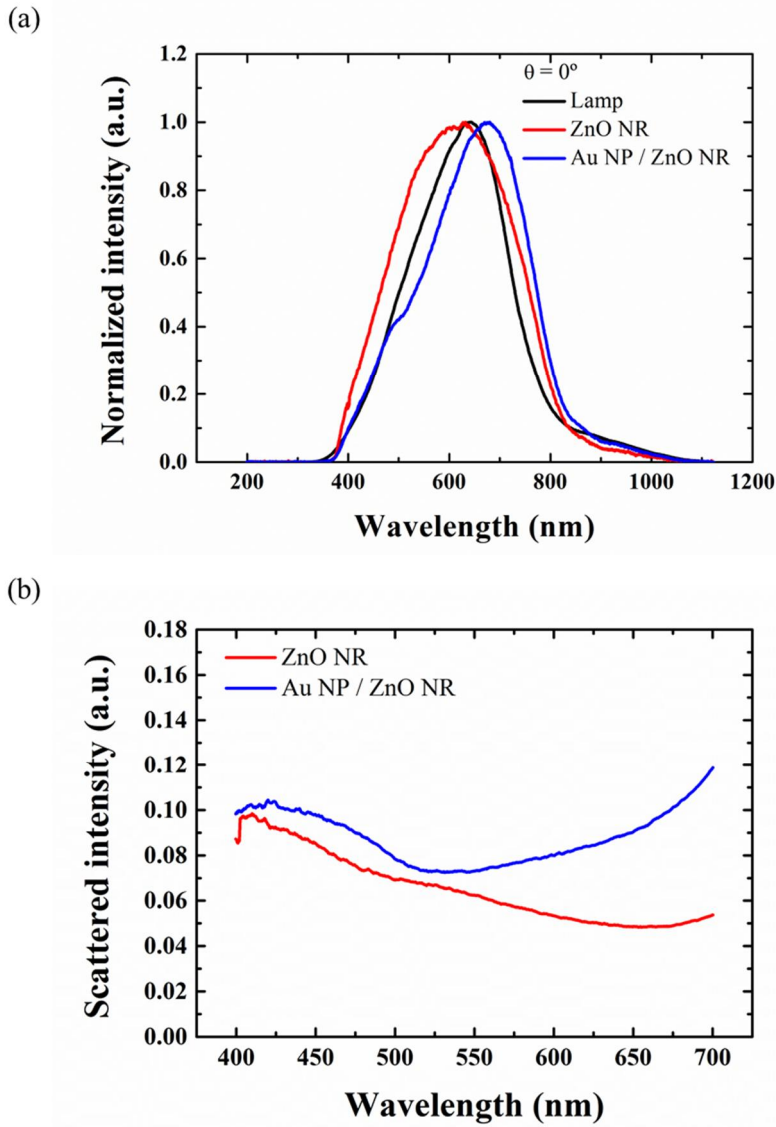 (a)
1.2
1.0
0.8
0.6
0.4
0.2
0.0
Normalized intensity (a.u.)
θ = 0º
Lamp
ZnO NR
Au NP / ZnO NR
200 400 600 800 1000 1200
Wavelength (nm)
(b)
0.18
0.16
0.14
0.12
0.10
0.08
0.06
0.04
0.02
0.00
Scattered intensity (a.u.)
ZnO NR
Au NP / ZnO NR
400 450 500 550 600 650 700
Wavelength (nm)